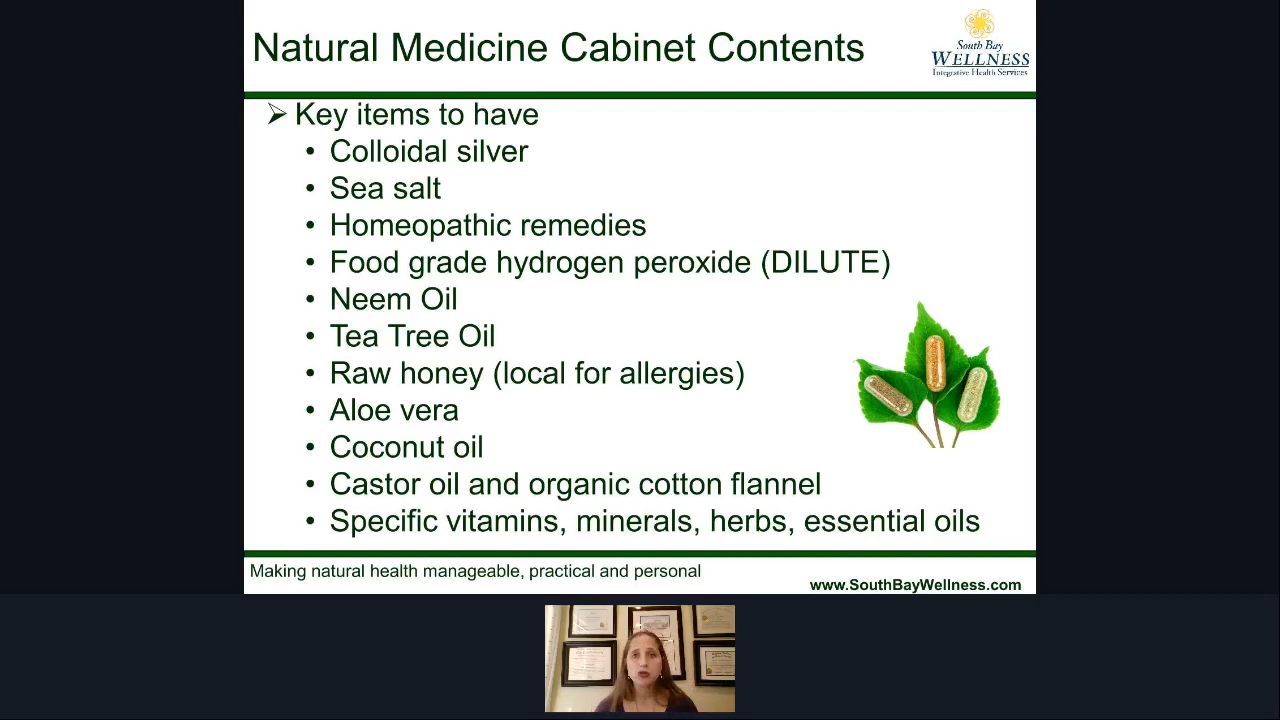 Natural Medicine Cabinet Contents
South Bay
WELLNESS
Integrative Health Services
➢ Key items to have
• Colloidal silver
• Sea salt
• Homeopathic remedies
• Food grade hydrogen peroxide (DILUTE)
• Neem Oil
• Tea Tree Oil
• Raw honey (local for allergies)
• Aloe vera
• Coconut oil
• Castor oil and organic cotton flannel
• Specific vitamins, minerals, herbs, essential oils
Making natural health manageable, practical and personal
www.SouthBayWellness.com